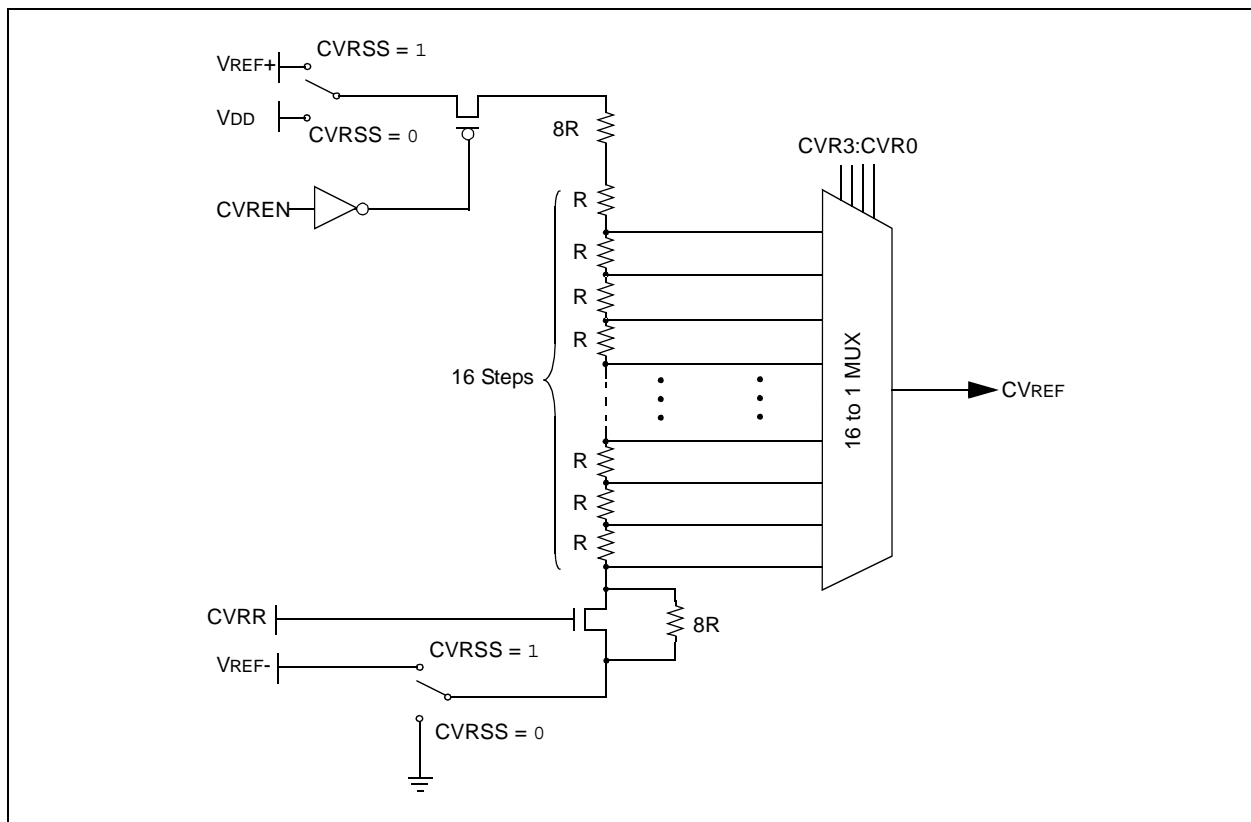 CVRSS = 1
VREF+
VDD
CVRSS = 0
8R
CVR3:CVR0
CVREN
R
R
R
R
16 Steps
16 to 1 MUX
CVREF
R
R
R
CVRR
8R
CVRSS = 1
VREF-
CVRSS = 0